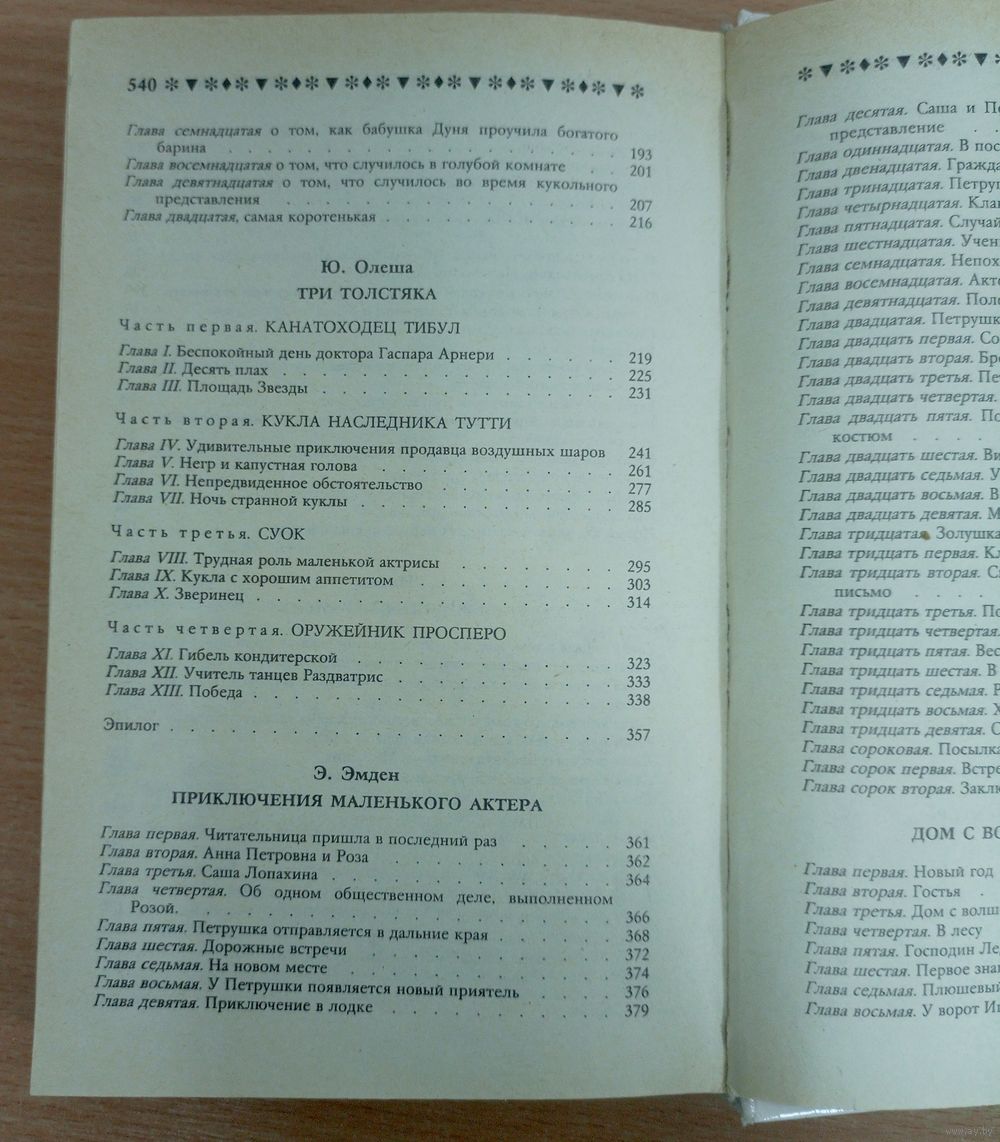 540
Глава семнадцатая о том, как бабушка Дуня проучила богатого
барина . . . . . . . . . . . . . . . . . 193
Глава восемнадцатая о том, что случилось в голубой комнате . . 201
Глава девятнадцатая о том, что случилось во время кукольного
представления . . . . . . . . . . . . . . . 207
Глава двадцатая, самая коротенькая . . . . . . . . . . . 216
Ю. Олеша
ТРИ ТОЛСТЯКА
Часть первая. КАНАТОХОДЕЦ ТИБУЛ
Глава I. Беспокойный день доктора Гаспара Арнери . . . . . . 219
Глава II. Десять плах . . . . . . . . . . . . . . . . 225
Глава III. Площадь Звезды . . . . . . . . . . . . . . 231
Часть вторая. КУКЛА НАСЛЕДНИКА ТУТТИ
Глава IV. Удивительные приключения продавца воздушных шаров 241
Глава V. Негр и капустная голова . . . . . . . . . . . . 261
Глава VI. Непредвиденное обстоятельство . . . . . . . . . 277
Глава VII. Ночь странной куклы . . . . . . . . . . . . 285
Часть третья. СУОК
Глава VIII. Трудная роль маленькой актрисы . . . . . . . . 295
Глава IX. Кукла с хорошим аппетитом . . . . . . . . . . 303
Глава X. Зверинец . . . . . . . . . . . . . . . . . 314
Часть четвертая. ОРУЖЕЙНИК ПРОСПЕРО
Глава XI. Гибель кондитерской . . . . . . . . . . . . . 323
Глава XII. Учитель танцев Раздватрис . . . . . . . . . . . 333
Глава XIII. Победа . . . . . . . . . . . . . . . . . 338
Эпилог . . . . . . . . . . . . . . . . . . . . . 357
Э. Эмден
ПРИКЛЮЧЕНИЯ МАЛЕНЬКОГО АКТЕРА
Глава первая. Читательница пришла в последний раз . . . . . 361
Глава вторая. Анна Петровна и Роза . . . . . . . . . . . 362
Глава третья. Саша Лопахина . . . . . . . . . . . . . . 364
Глава четвертая. Об одном общественном деле, выполненном
Розой. . . . . . . . . . . . . . . . . . . . 366
Глава пятая. Петрушка отправляется в дальние края . . . . . . 368
Глава шестая. Дорожные встречи . . . . . . . . . . . . . 372
Глава седьмая. На новом месте . . . . . . . . . . . . . 374
Глава восьмая. У Петрушки появляется новый приятель . . . . 376
Глава девятая. Приключение в лодке . . . . . . . . . . . 379
Глава десятая. Саша и
представление . .
Глава одиннадцатая. В
Глава двенадцатая.
Глава тринадцатая.
Глава четырнадцатая.
Глава пятнадцатая.
Глава шестнадцатая.
Глава семнадцатая.
Глава восемнадцатая.
Глава девятнадцатая.
Глава двадцатая.
Глава двадцать первая.
Глава двадцать вторая.
Глава двадцать третья.
Глава двадцать четвертая.
Глава двадцать пятая.
костюм . . . .
Глава двадцать шестая.
Глава двадцать седьмая.
Глава двадцать восьмая.
Глава двадцать девятая.
Глава тридцатая. Золушка
Глава тридцать первая.
Глава тридцать вторая.
письмо . . . .
Глава тридцать третья.
Глава тридцать четвертая.
Глава тридцать пятая.
Глава тридцать шестая. В
Глава тридцать седьмая.
Глава тридцать восьмая.
Глава тридцать девятая.
Глава сороковая. Посылка
Глава сорок первая.
Глава сорок вторая.
ДОМ С
Глава первая. Новый год
Глава вторая. Гостья .
Глава третья. Дом с
Глава четвертая. В лесу
Глава пятая. Господин
Глава шестая. Первое
Глава седьмая. Плюшевый
Глава восьмая. У ворот
www.ay.by